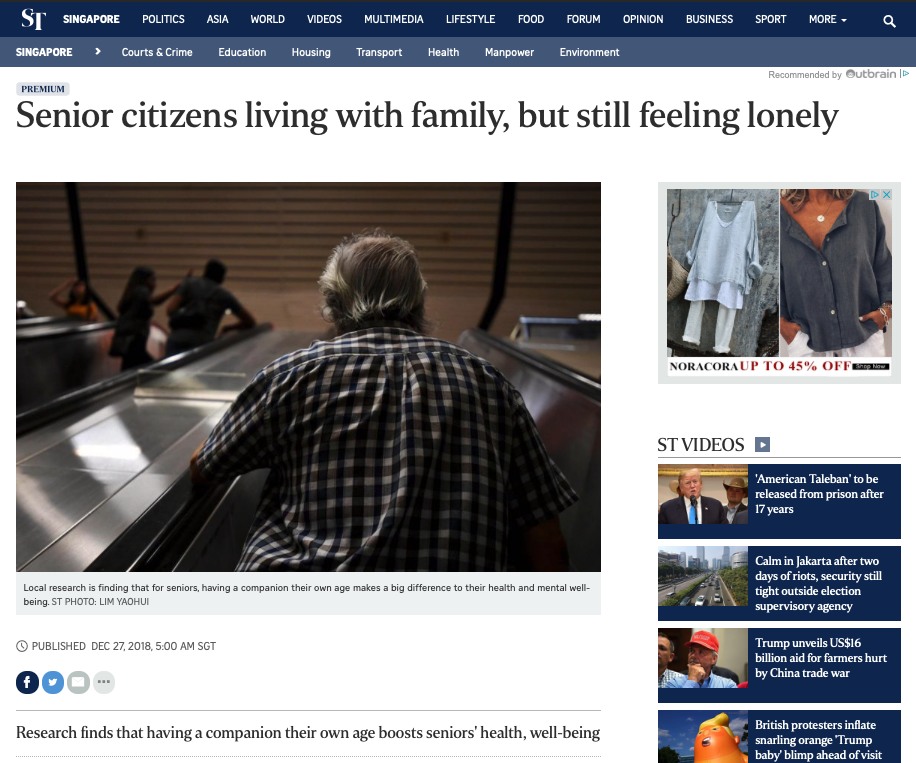 ST SINGAPORE POLITICS ASIA WORLD VIDEOS MULTIMEDIA LIFESTYLE FOOD FORUM OPINION BUSINESS SPORT MORE
SINGAPORE Courts & Crime Education Housing Transport Health Manpower Environment
Recommended by Outbrain
PREMIUM
Senior citizens living with family, but still feeling lonely
Local research is finding that for seniors, having a companion their own age makes a big difference to their health and mental well-
being. ST PHOTO: LIM YAOHUI
PUBLISHED DEC 27, 2018, 5:00 AM SGT
Research finds that having a companion their own age boosts seniors' health, well-being
NORACORA UP TO 45% OFF Shop Now
ST VIDEOS
'American Taleban' to be
released from prison after
17 years
Calm in Jakarta after two
days of riots, security still
tight outside election
supervisory agency
Trump unveils US$16
billion aid for farmers hurt
by China trade war
British protesters inflate
snarling orange 'Trump
baby' blimp ahead of visit